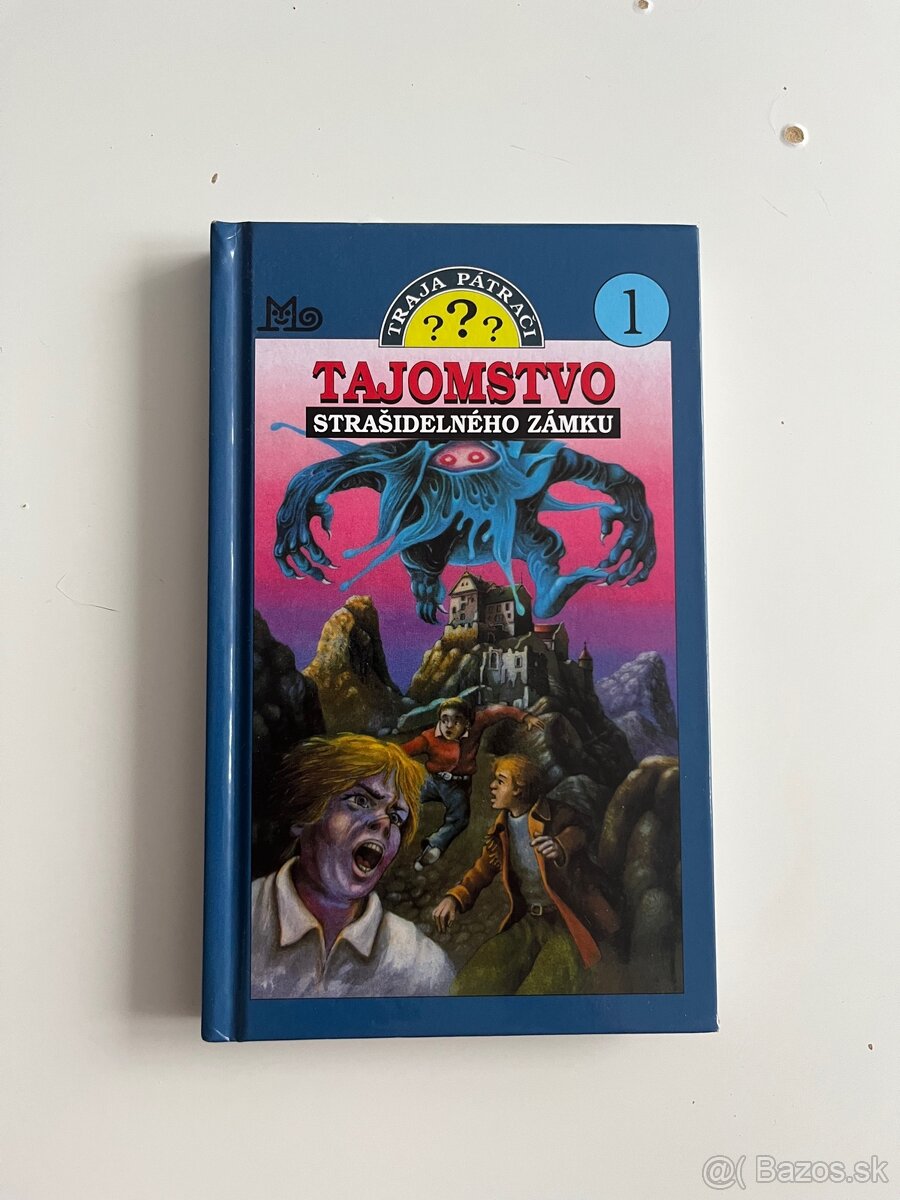 TRAJA PÁTRAČI
???
1
TAJOMSTVO
STRAŠIDELNÉHO ZÁMKU
@( Bazos.sk